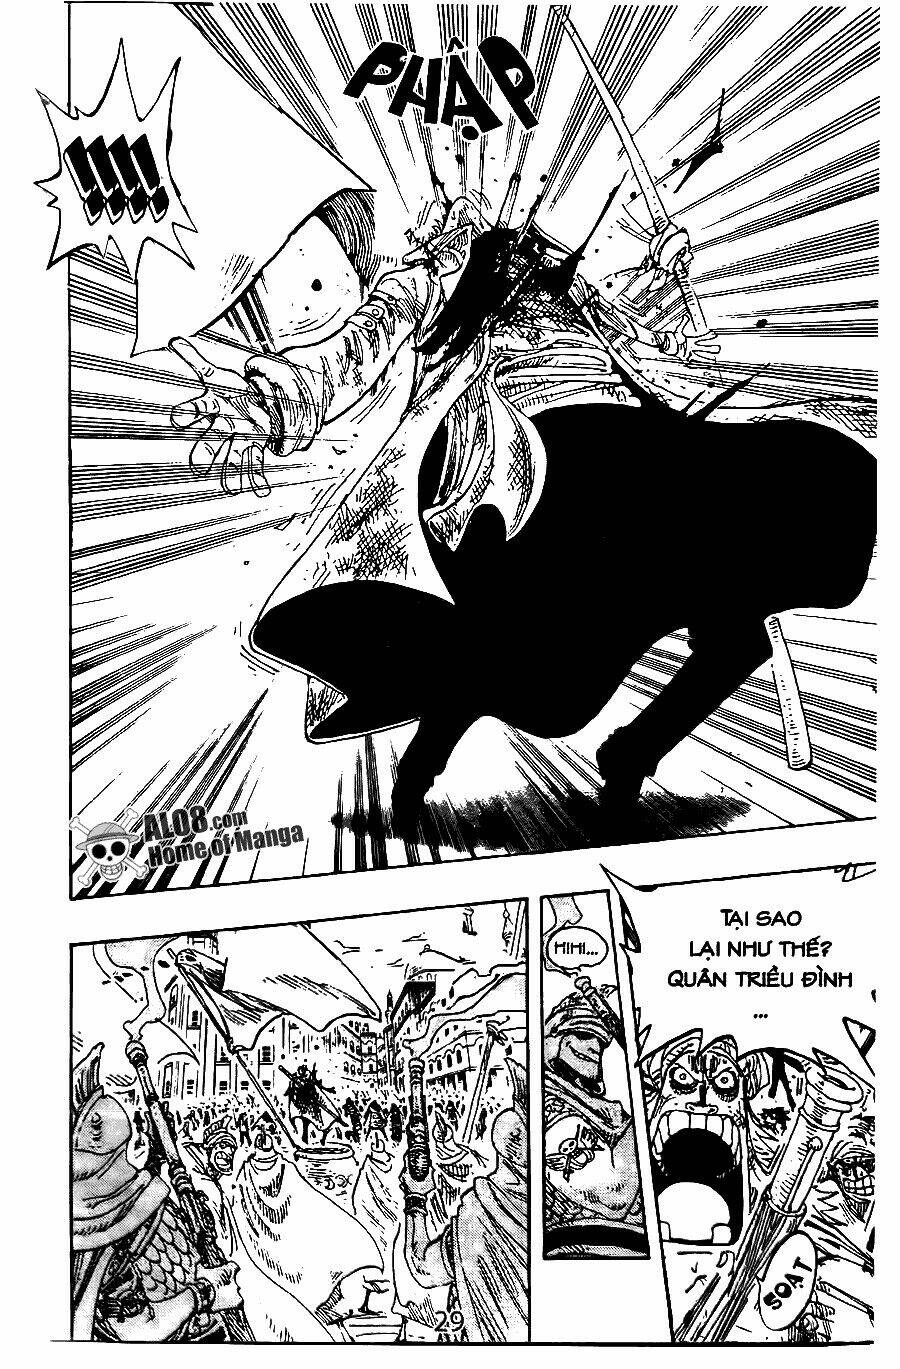 PHẬP
!!!!
AL08.com
Home of Manga
HIHI...
TẠI SAO
LẠI NHƯ THẾ?
QUÂN TRIỀU ĐÌNH
...
SOẠT
29